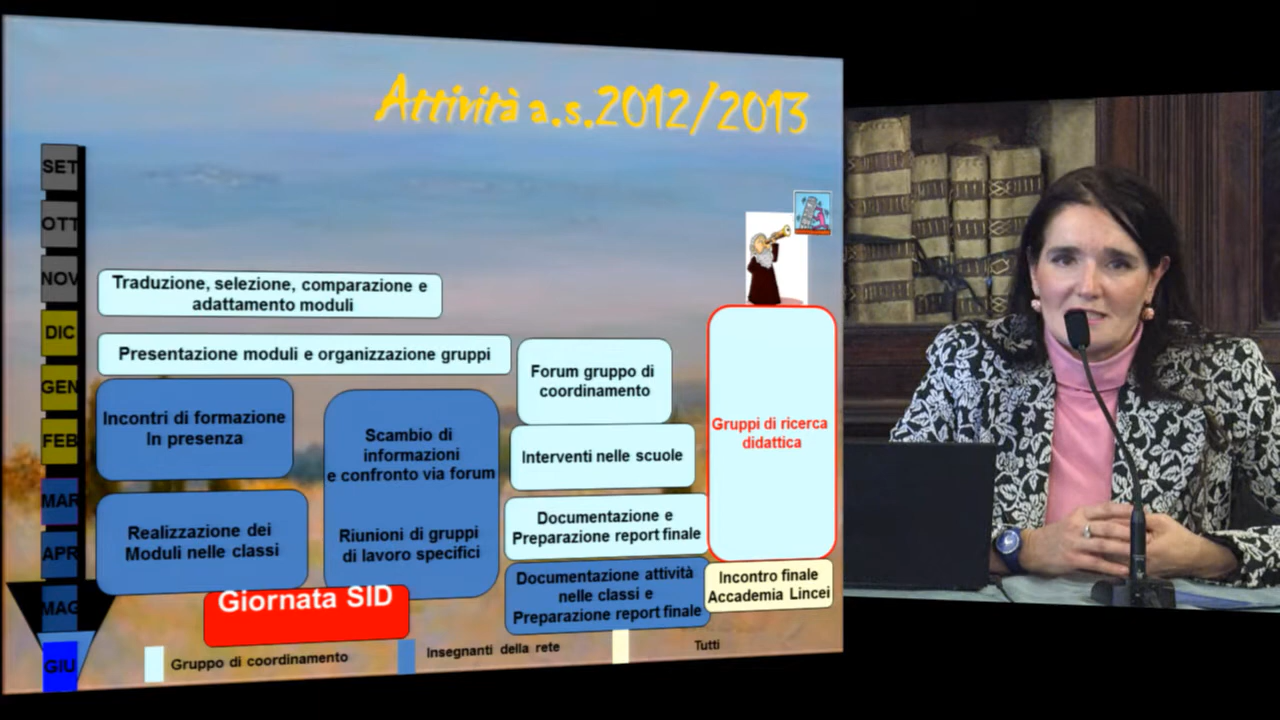 Attività a.s.2012/2013
SET
OTT
NOV
DIC
GEN
FEB
MAR
APR
MAG
GIU
Traduzione, selezione, comparazione e
adattamento moduli
Presentazione moduli e organizzazione gruppi
Incontri di formazione
In presenza
Scambio di
informazioni
e confronto via forum
Riunioni di gruppi
di lavoro specifici
Realizzazione dei
Moduli nelle classi
Giornata SID
Forum gruppo di
coordinamento
Interventi nelle scuole
Documentazione e
Preparazione report finale
Documentazione attività
nelle classi e
Preparazione report finale
Gruppi di ricerca
didattica
Incontro finale
Accademia Lincei
Gruppo di coordinamento
Insegnanti della rete
Tutti